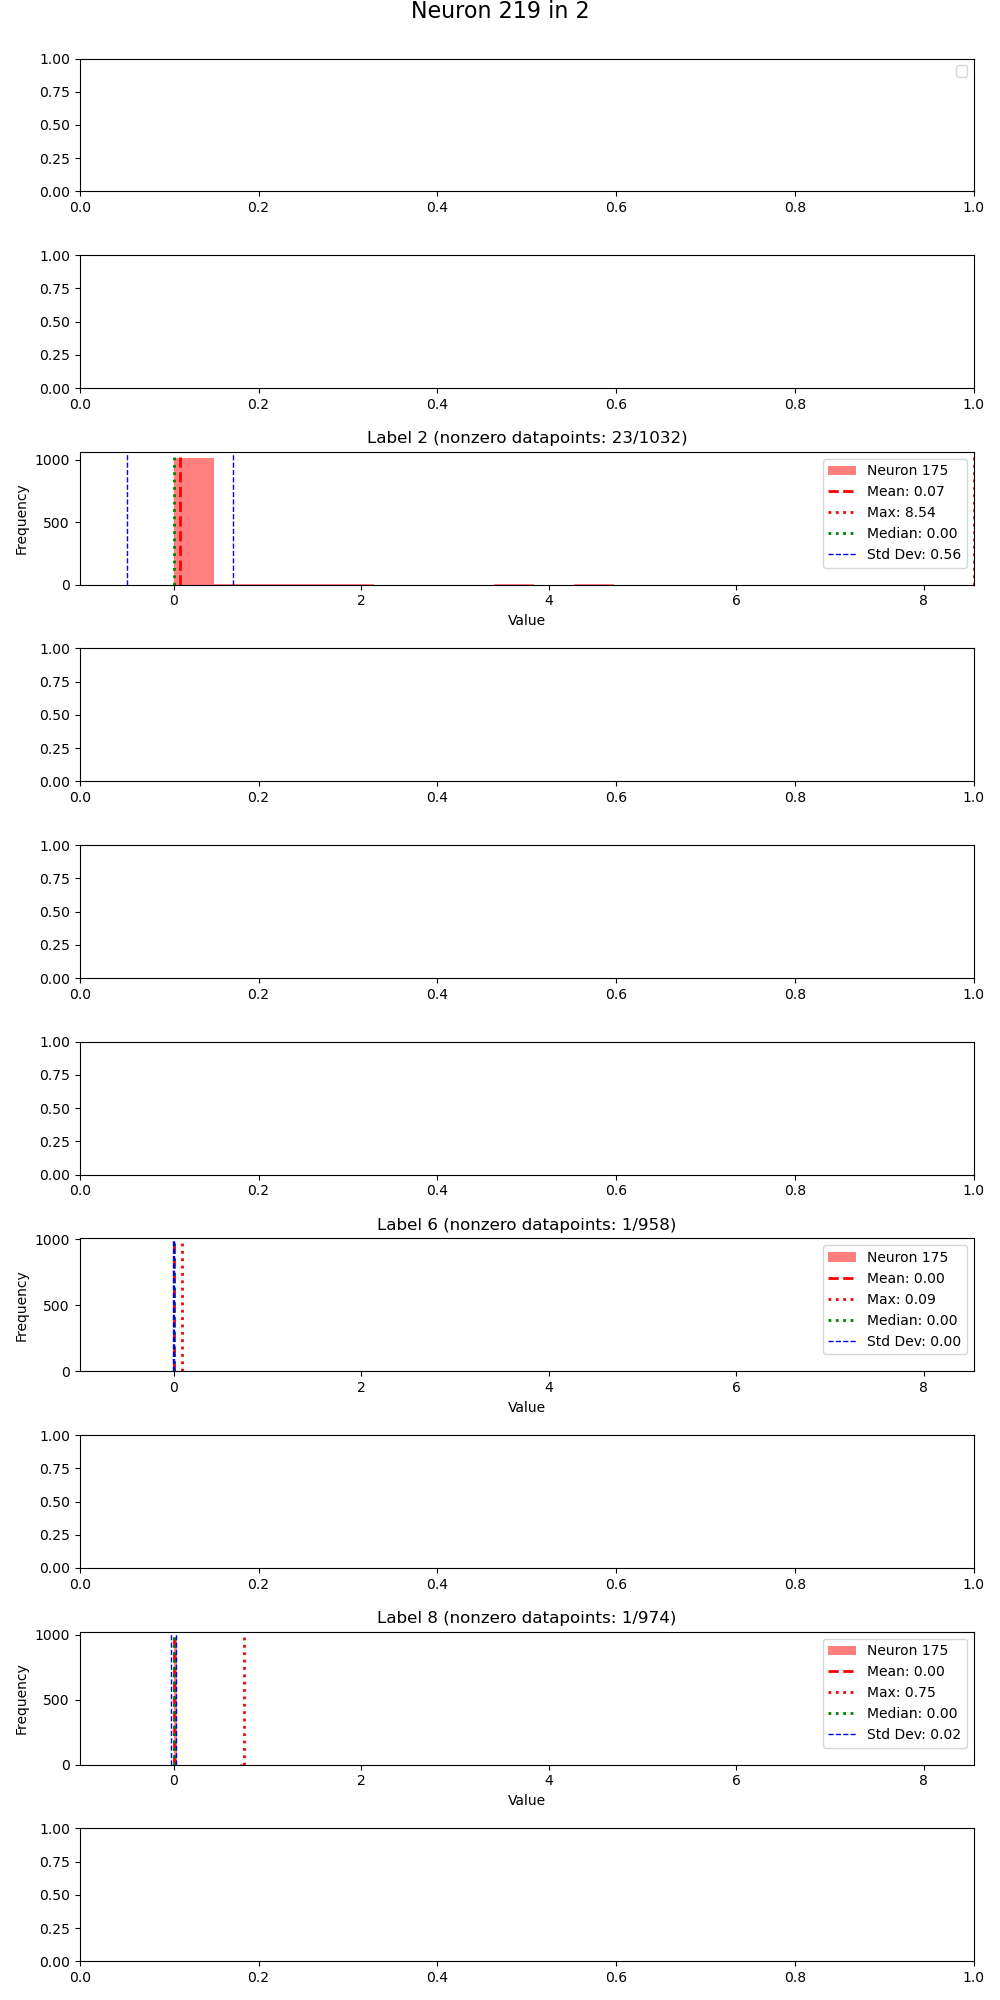 Neuron 219 in 2
1.00
0.75
0.50
0.25
0.00
0.0 0.2 0.4 0.6 0.8 1.0
1.00
0.75
0.50
0.25
0.00
0.0 0.2 0.4 0.6 0.8 1.0
Label 2 (nonzero datapoints: 23/1032)
Frequency
1000
500
0
Neuron 175
Mean: 0.07
Max: 8.54
Median: 0.00
Std Dev: 0.56
0 2 4 6 8
Value
1.00
0.75
0.50
0.25
0.00
0.0 0.2 0.4 0.6 0.8 1.0
1.00
0.75
0.50
0.25
0.00
0.0 0.2 0.4 0.6 0.8 1.0
1.00
0.75
0.50
0.25
0.00
0.0 0.2 0.4 0.6 0.8 1.0
Label 6 (nonzero datapoints: 1/958)
Frequency
1000
500
0
Neuron 175
Mean: 0.00
Max: 0.09
Median: 0.00
Std Dev: 0.00
0 2 4 6 8
Value
1.00
0.75
0.50
0.25
0.00
0.0 0.2 0.4 0.6 0.8 1.0
Label 8 (nonzero datapoints: 1/974)
Frequency
1000
500
0
Neuron 175
Mean: 0.00
Max: 0.75
Median: 0.00
Std Dev: 0.02
0 2 4 6 8
Value
1.00
0.75
0.50
0.25
0.00
0.0 0.2 0.4 0.6 0.8 1.0